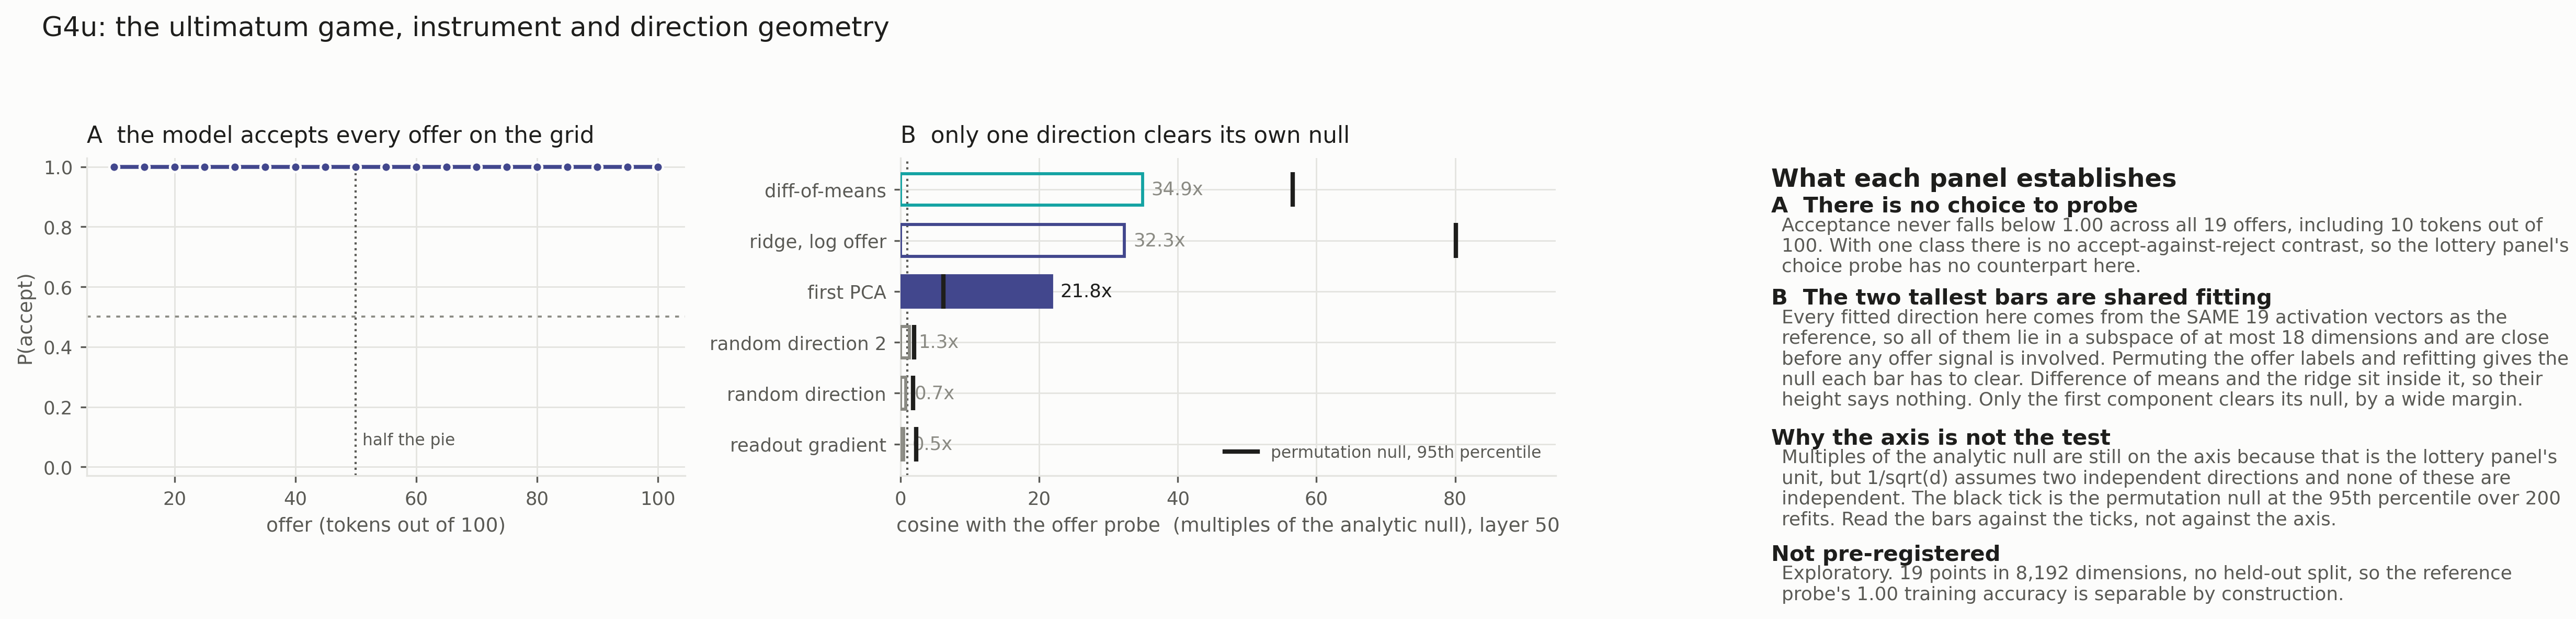 G4u: the ultimatum game, instrument and direction geometry
A  the model accepts every offer on the grid
1.0
0.8
0.6
0.4
0.2
0.0
P(accept)
half the pie
20
40
60
80
100
offer (tokens out of 100)
B  only one direction clears its own null
diff-of-means
34.9x
ridge, log offer
32.3x
first PCA
21.8x
random direction 2
1.3x
random direction
0.7x
readout gradient
0.5x
permutation null, 95th percentile
0
20
40
60
80
cosine with the offer probe  (multiples of the analytic null), layer 50
What each panel establishes
A  There is no choice to probe
Acceptance never falls below 1.00 across all 19 offers, including 10 tokens out of
100. With one class there is no accept-against-reject contrast, so the lottery panel's
choice probe has no counterpart here.
B  The two tallest bars are shared fitting
Every fitted direction here comes from the SAME 19 activation vectors as the
reference, so all of them lie in a subspace of at most 18 dimensions and are close
before any offer signal is involved. Permuting the offer labels and refitting gives the
null each bar has to clear. Difference of means and the ridge sit inside it, so their
height says nothing. Only the first component clears its null, by a wide margin.
Why the axis is not the test
Multiples of the analytic null are still on the axis because that is the lottery panel's
unit, but 1/sqrt(d) assumes two independent directions and none of these are
independent. The black tick is the permutation null at the 95th percentile over 200
refits. Read the bars against the ticks, not against the axis.
Not pre-registered
Exploratory. 19 points in 8,192 dimensions, no held-out split, so the reference
probe's 1.00 training accuracy is separable by construction.